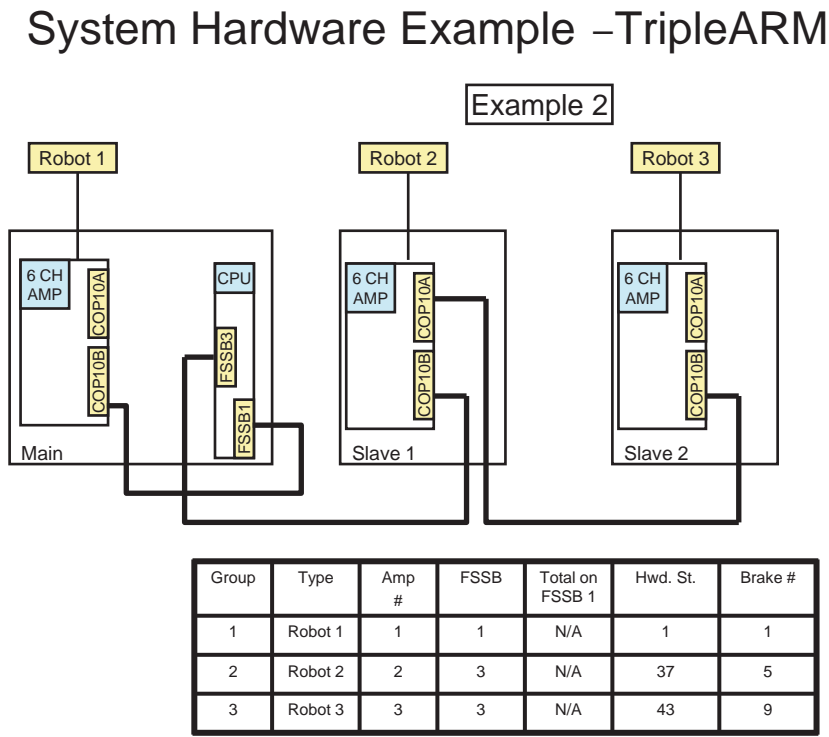 System Hardware Example –TripleARM
Example 2
Robot 1
Robot 2
Robot 3
6 CH
AMP
COP10A
COP10B
CPU
FSSB3
FSSB1
Main
6 CH
AMP
COP10A
COP10B
Slave 1
6 CH
AMP
COP10A
COP10B
Slave 2
Group Type Amp # FSSB Total on FSSB 1 Hwd. St. Brake #
1 Robot 1 1 1 N/A 1 1
2 Robot 2 2 3 N/A 37 5
3 Robot 3 3 3 N/A 43 9